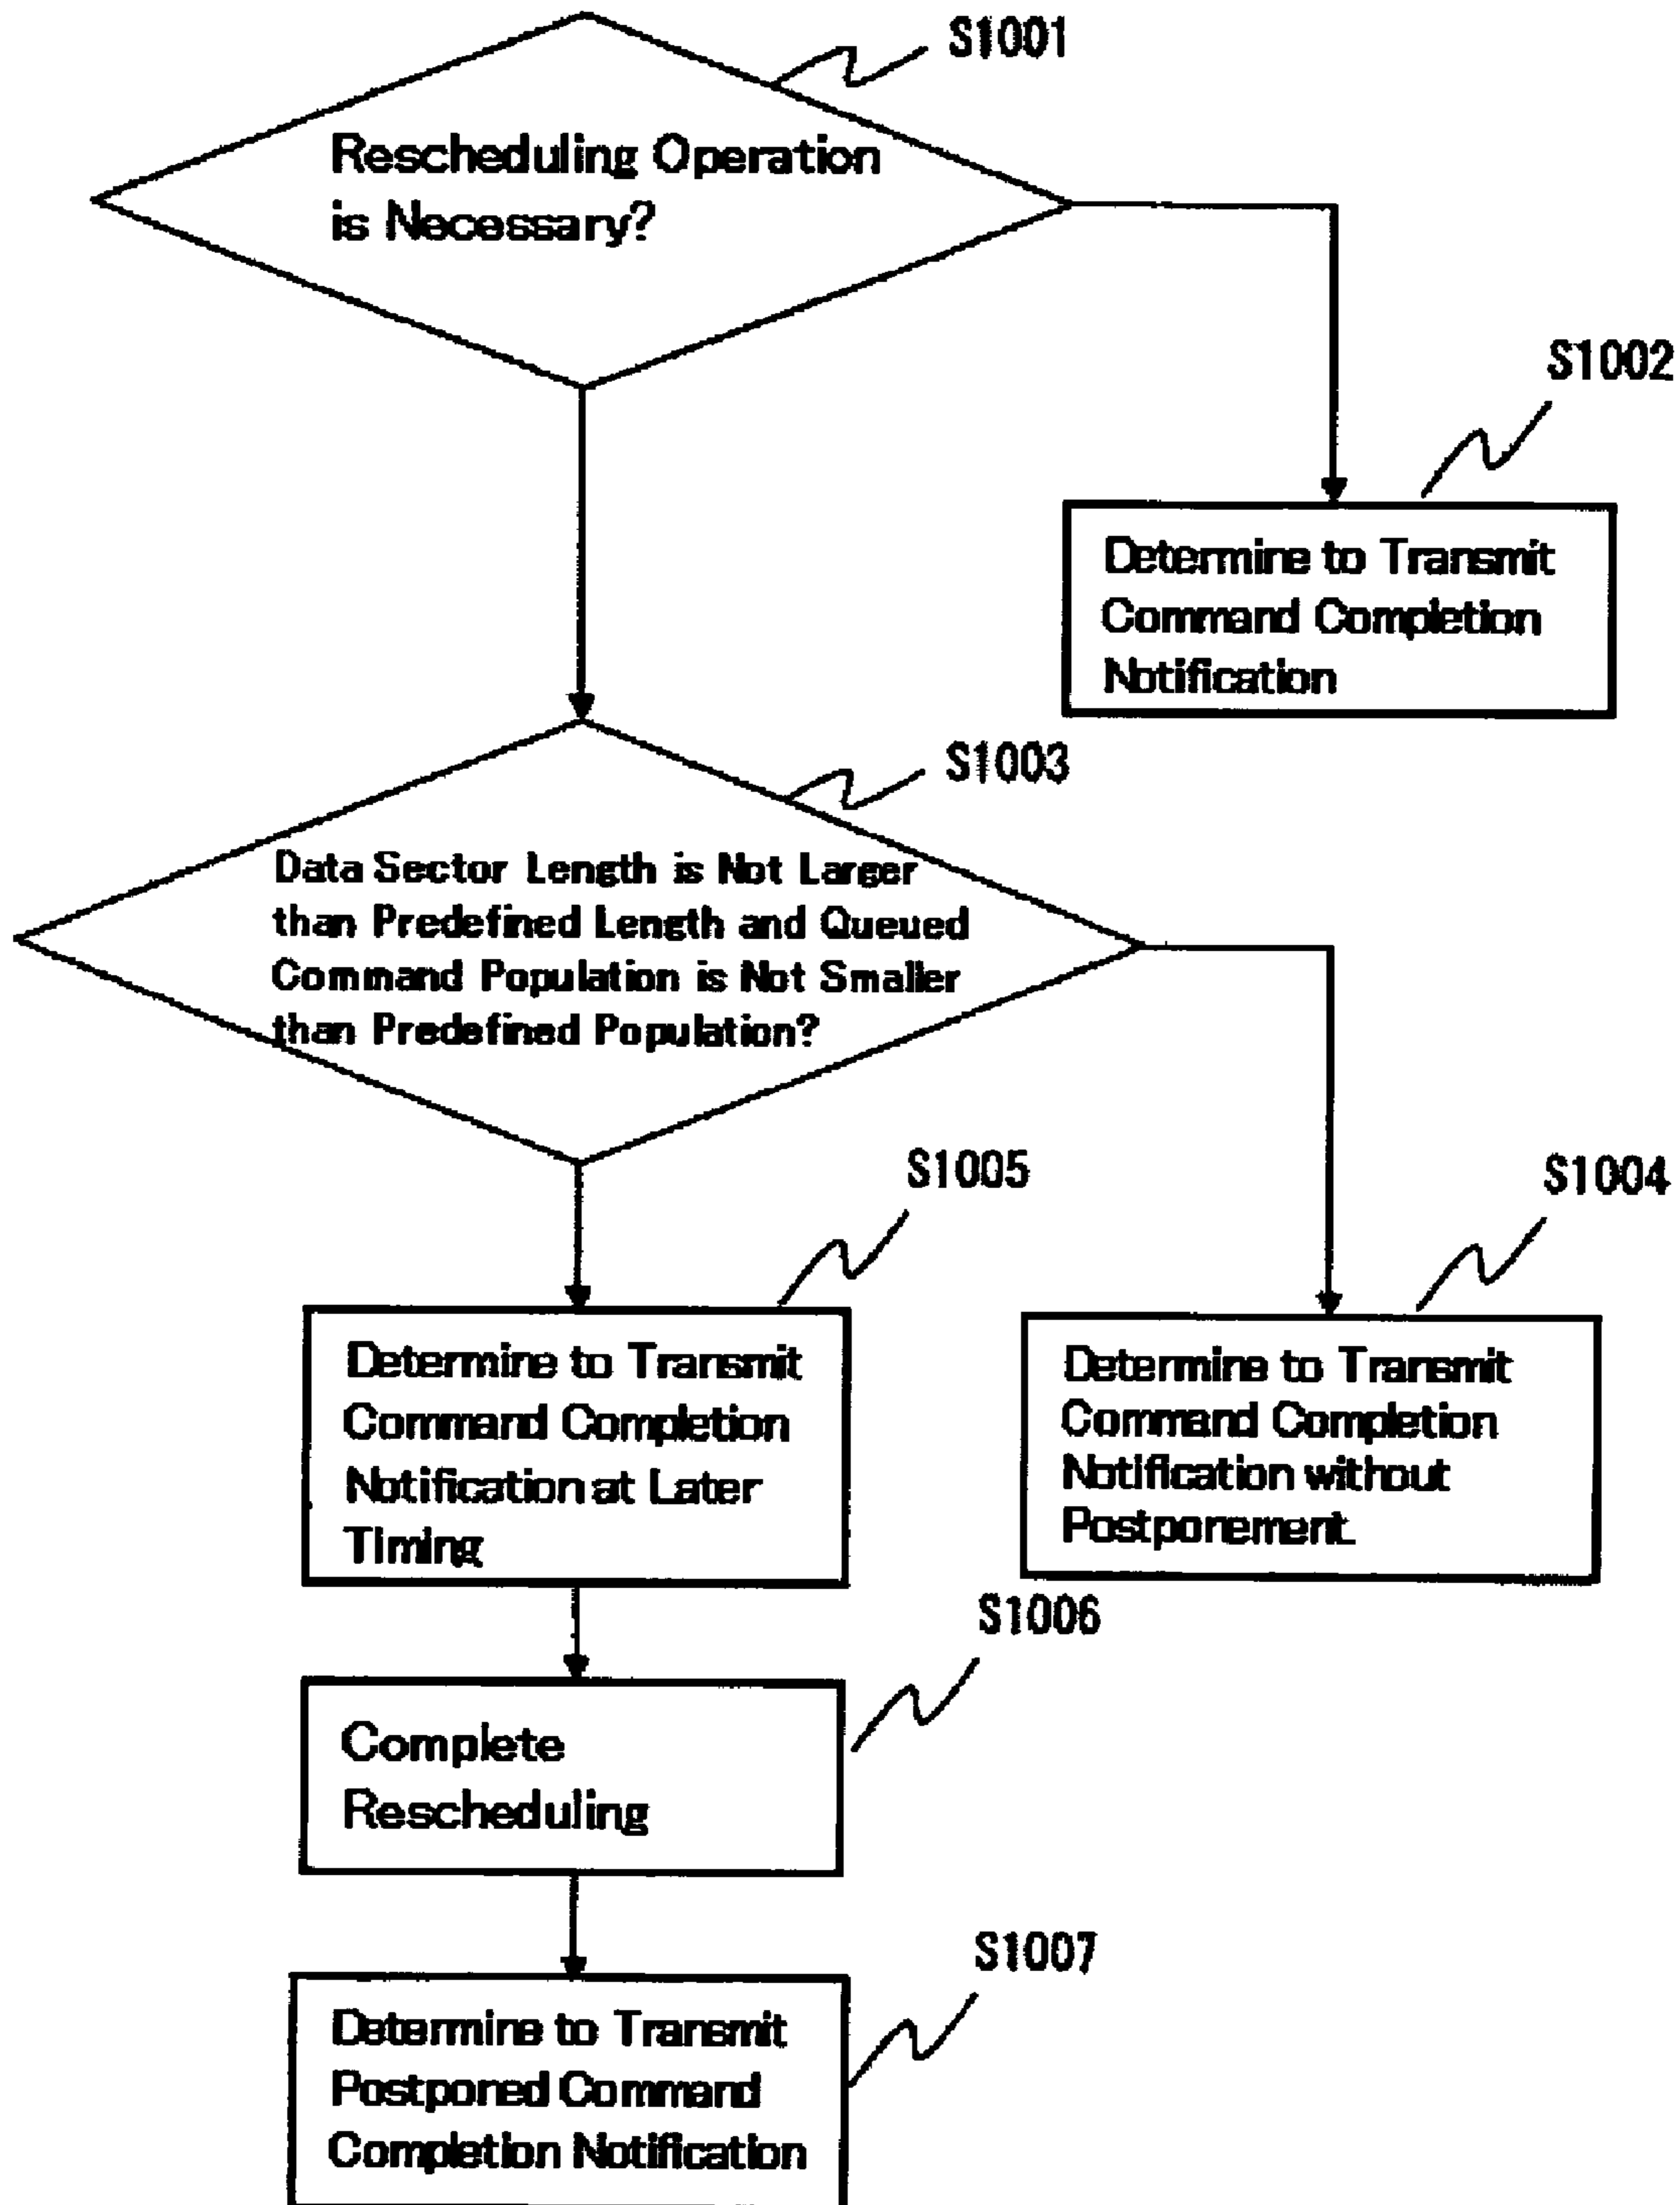 S1001
Rescheduling Operation
is Necessary?
S1002
Determine to Transmit
Command Completion
Notification
S1003
Data Sector Length is Not Larger
than Predefined Length and Queued
Command Population is Not Smaller
than Predefined Population?
S1005
Determine to Transmit
Command Completion
Notification at Later
Timing
S1004
Determine to Transmit
Command Completion
Notification without
Postponement.
S1006
Complete
Rescheduling
S1007
Determine to Transmit
Postponed Command
Completion Notification